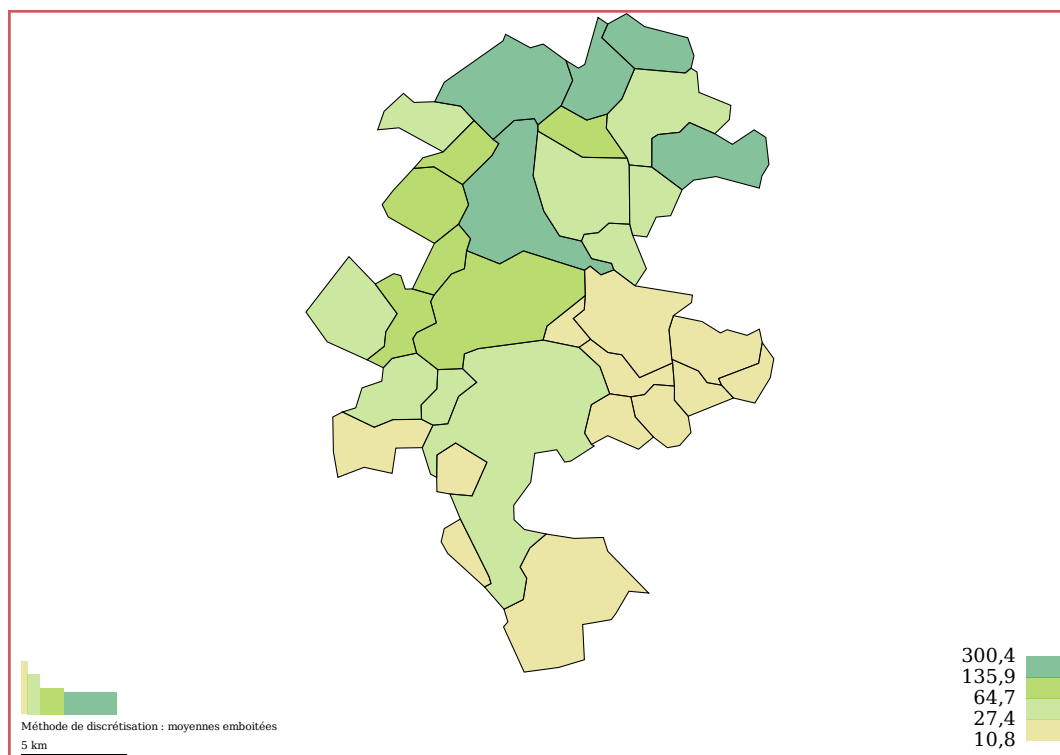 300,4
135,9
64,7
27,4
10,8
Méthode de discrétisation : moyennes emboitées
5 km